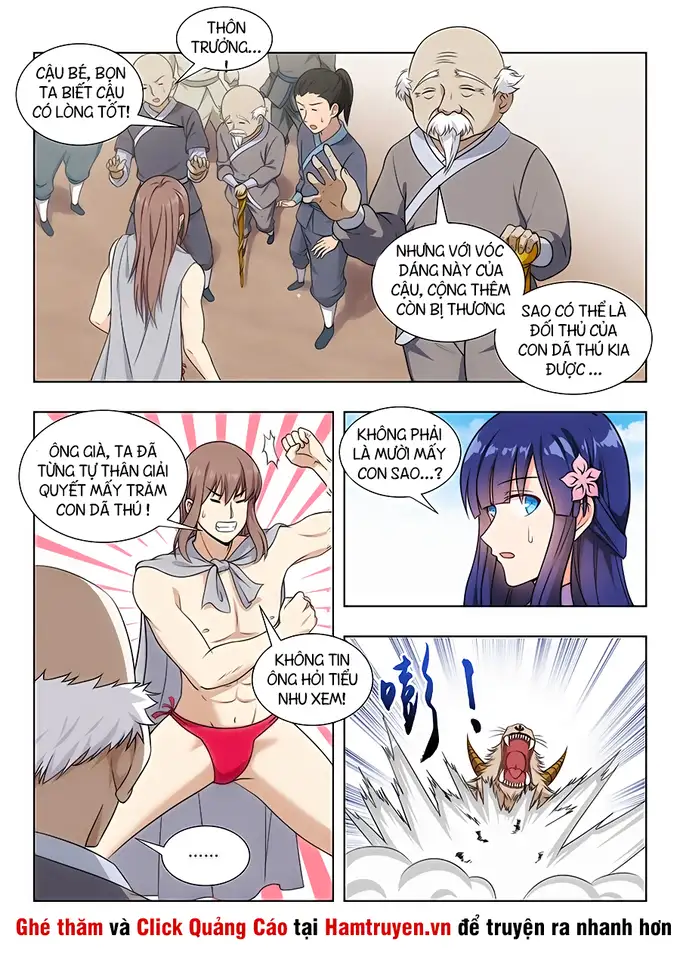 THÔN
TRƯỞNG...
!
CẬU BÉ, BỌN
TA BIẾT CẬU
CÓ LÒNG TỐT!
NHƯNG VỚI VÓC
DÁNG NÀY CỦA
CẬU, CỘNG THÊM
CÒN BỊ THƯƠNG
SAO CÓ THỂ LÀ
ĐỐI THỦ CỦA
CON DÃ THÚ KIA
ĐƯỢC ...
ÔNG GIÀ, TA ĐÃ
TỪNG TỰ THÂN GIẢI
QUYẾT MẤY TRĂM
CON DÃ THÚ !
KHÔNG TIN
ÔNG HỎI TIỂU
NHU XEM!
......
KHÔNG PHẢI
LÀ MƯỜI MẤY
CON SAO...?
嘭！
Ghé thăm và Click Quảng Cáo tại Hamtruyen.vn để truyện ra nhanh hơn